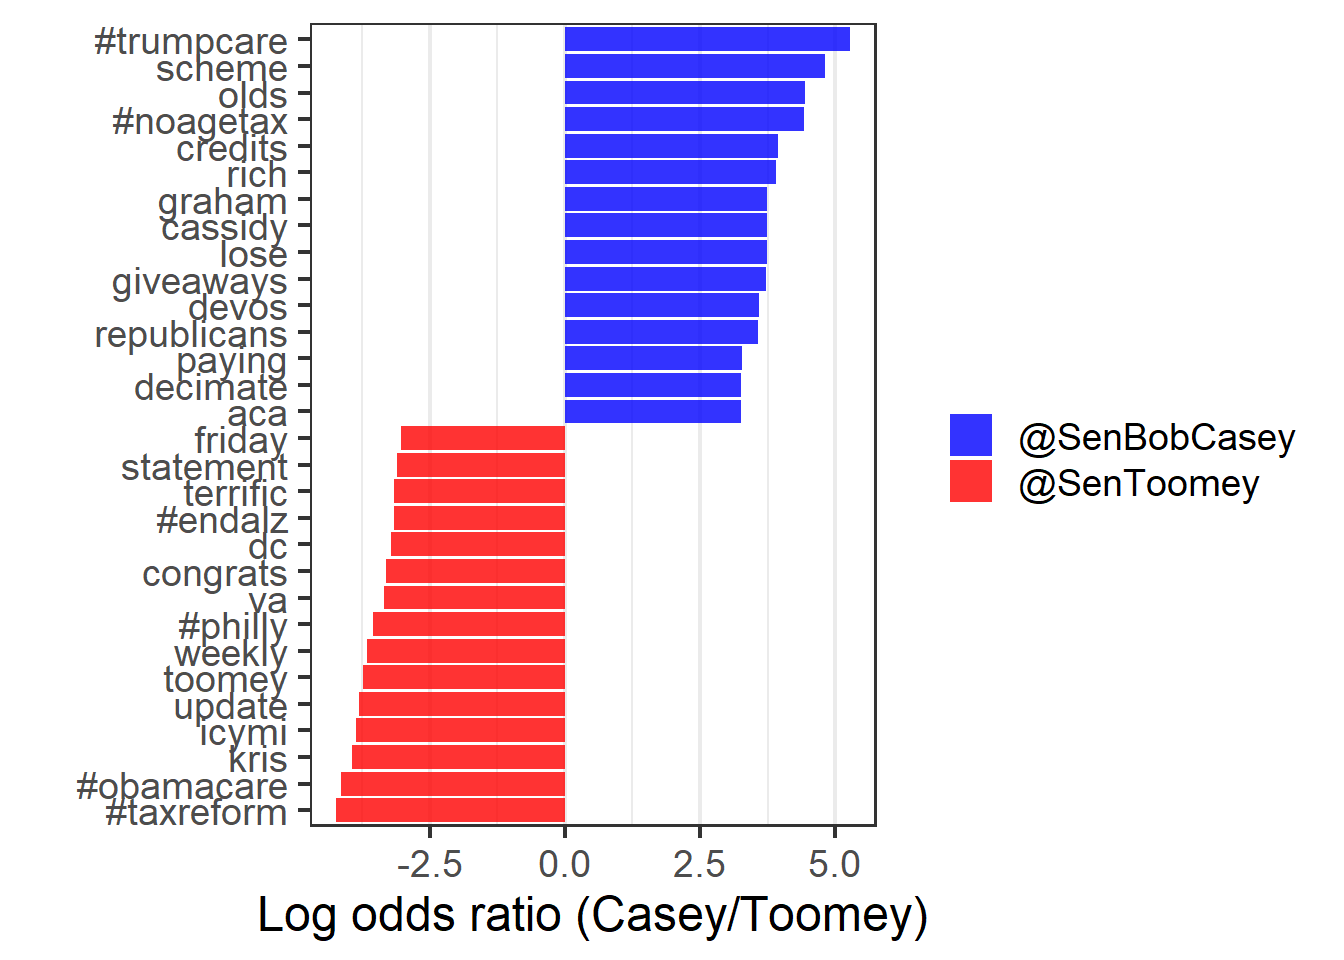 #trumpcare
scheme
olds
#noagetax
credits
rich
graham
cassidy
lose
giveaways
devos
republicans
paying
decimate
aca
friday
statement
terrific
#endalz
dc
congrats
va
#philly
weekly
toomey
update
icymi
kris
#obamacare
#taxreform
-2.5 0.0 2.5 5.0
Log odds ratio (Casey/Toomey)
@SenBobCasey
@SenToomey